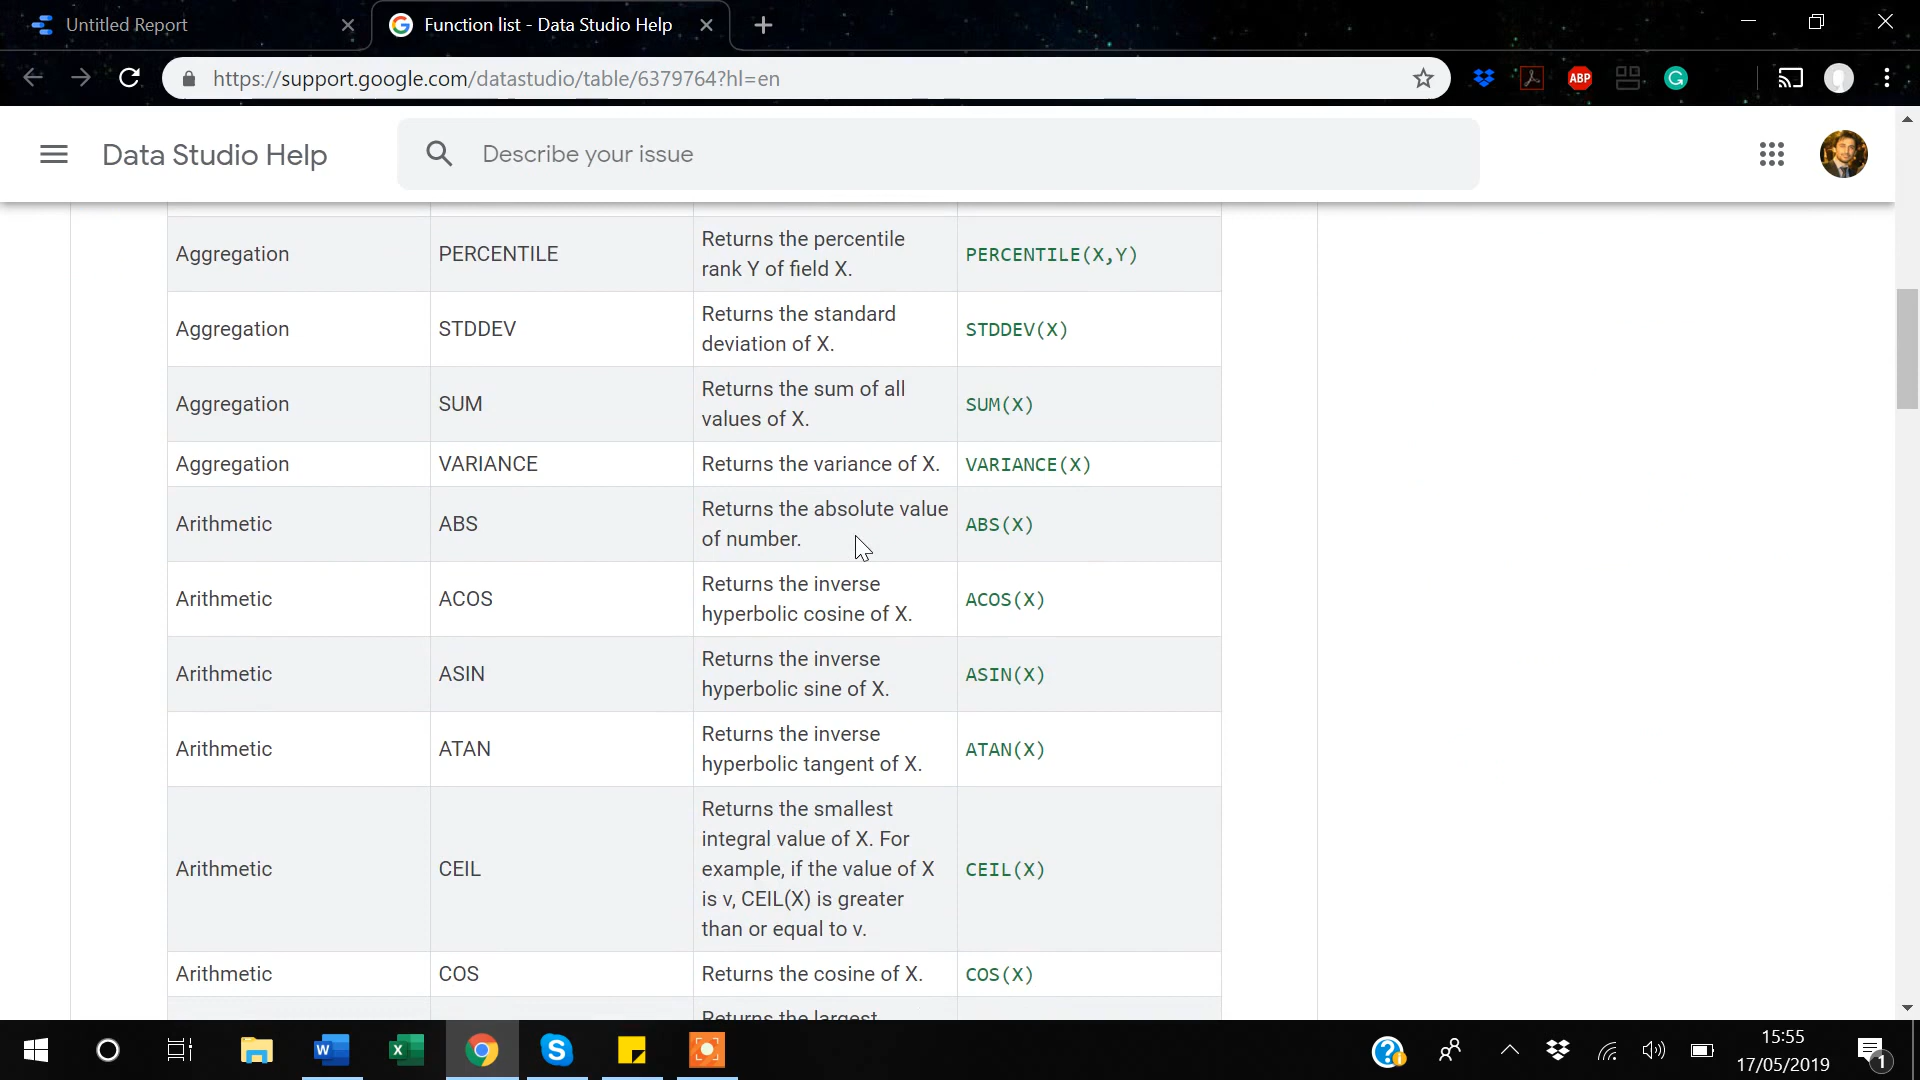 Untitled Report
Function list - Data Studio Help
https://support.google.com/datastudio/table/6379764?hl=en
ABP
G
Data Studio Help
Describe your issue
Aggregation
PERCENTILE
Returns the percentile
rank Y of field X.
PERCENTILE(X,Y)
Aggregation
STDDEV
Returns the standard
deviation of X.
STDDEV(X)
Aggregation
SUM
Returns the sum of all
values of X.
SUM(X)
Aggregation
VARIANCE
Returns the variance of X.
VARIANCE(X)
Arithmetic
ABS
Returns the absolute value
of number.
ABS(X)
Arithmetic
ACOS
Returns the inverse
hyperbolic cosine of X.
ACOS(X)
Arithmetic
ASIN
Returns the inverse
hyperbolic sine of X.
ASIN(X)
Arithmetic
ATAN
Returns the inverse
hyperbolic tangent of X.
ATAN(X)
Arithmetic
CEIL
Returns the smallest
integral value of X. For
example, if the value of X
is v, CEIL(X) is greater
than or equal to v.
CEIL(X)
Arithmetic
COS
Returns the cosine of X.
COS(X)
Returns the largest
W
X
S
?
15:55
17/05/2019
1